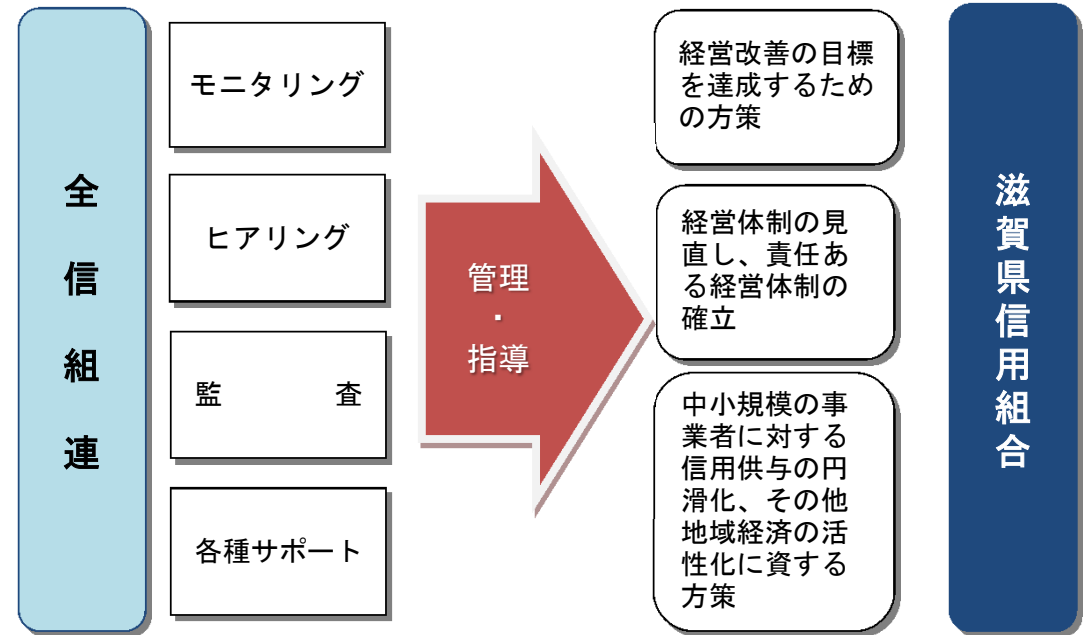 全信組連
モニタリング
ヒアリング
監　査
各種サポート
管理
・
指導
経営改善の目標
を達成するため
の方策
経営体制の見
直し、責任あ
る経営体制の
確立
中小規模の事
業者に対する
信用供与の円
滑化、その他
地域経済の活
性化に資する
方策
滋賀県信用組合